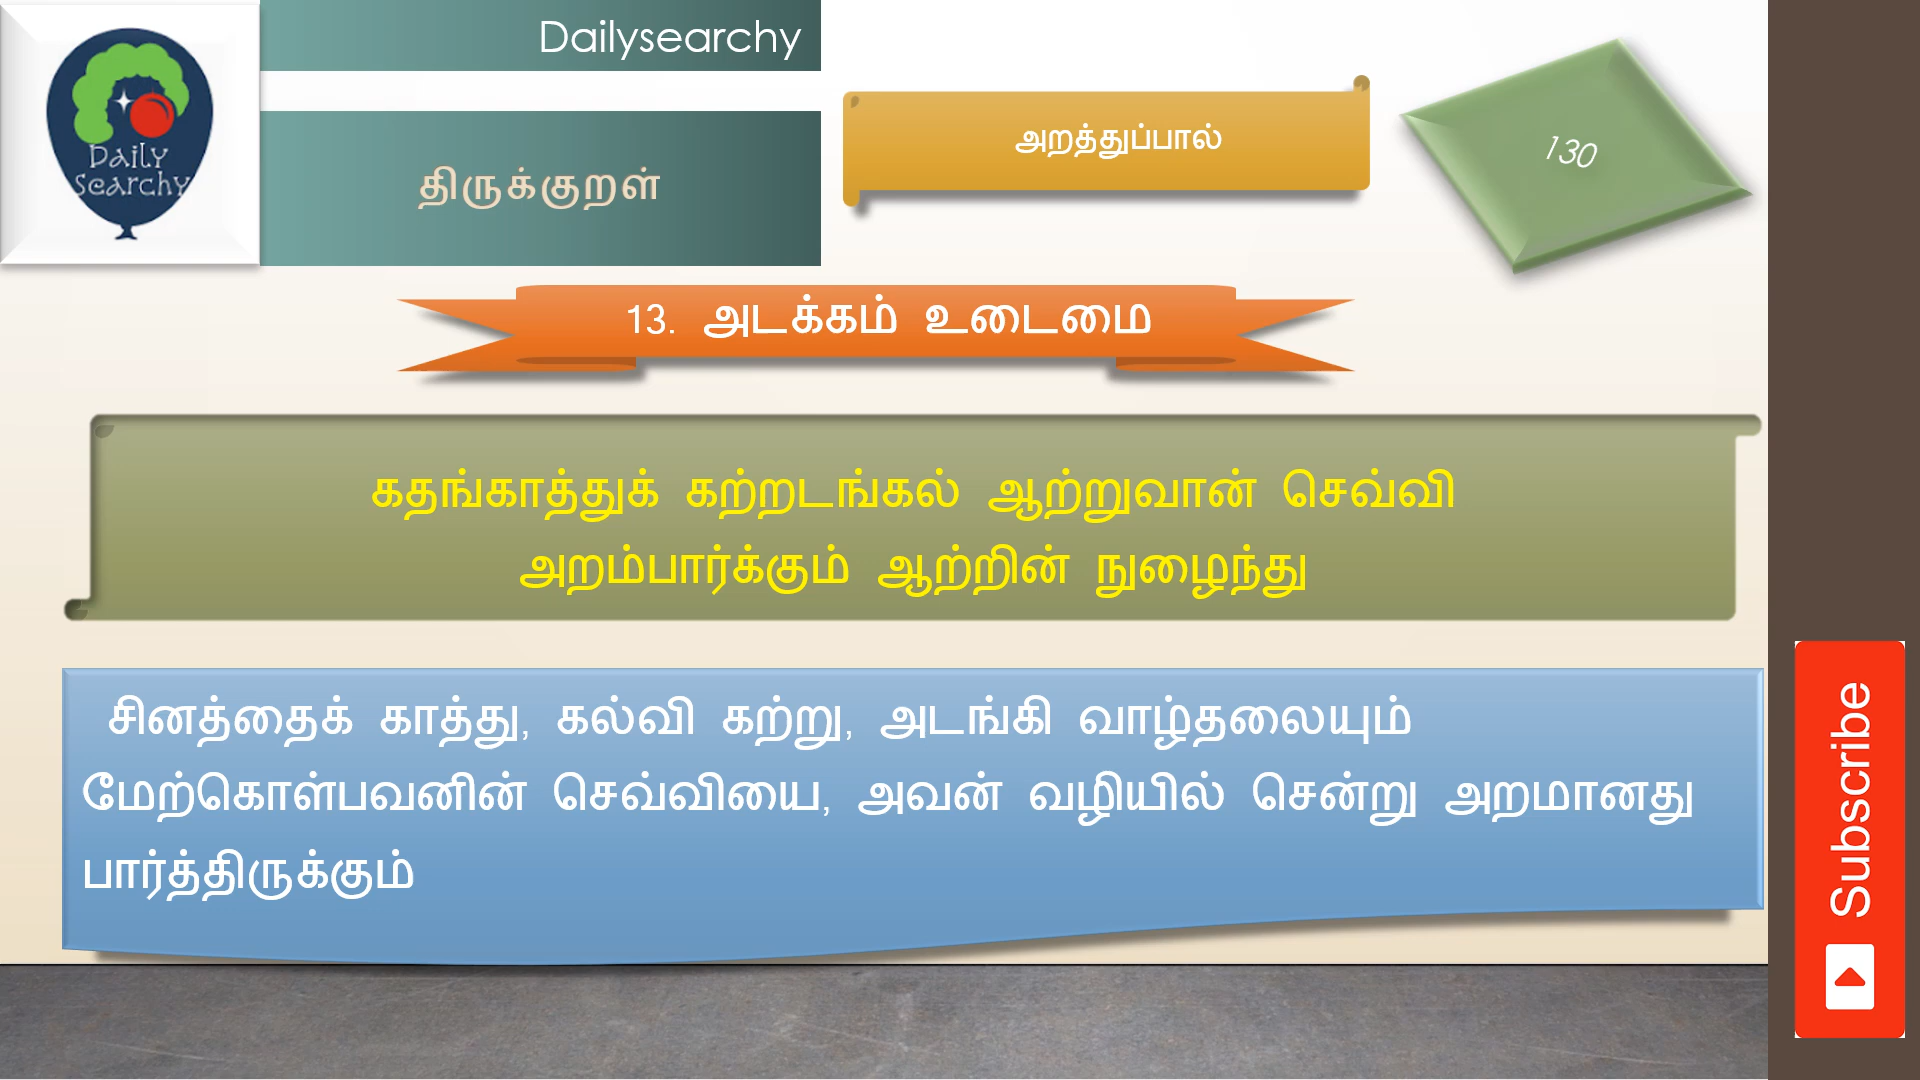 Daily
Searchy
Dailysearchy
திருக்குறள்
அறத்துப்பால்
130
13. அடக்கம் உடைமை
கதங்காத்துக் கற்றடங்கல் ஆற்றுவான் செவ்வி
அறம்பார்க்கும் ஆற்றின் நுழைந்து
சினத்தைக் காத்து, கல்வி கற்று, அடங்கி வாழ்தலையும்
மேற்கொள்பவனின் செவ்வியை, அவன் வழியில் சென்று அறமானது
பார்த்திருக்கும்
Subscribe